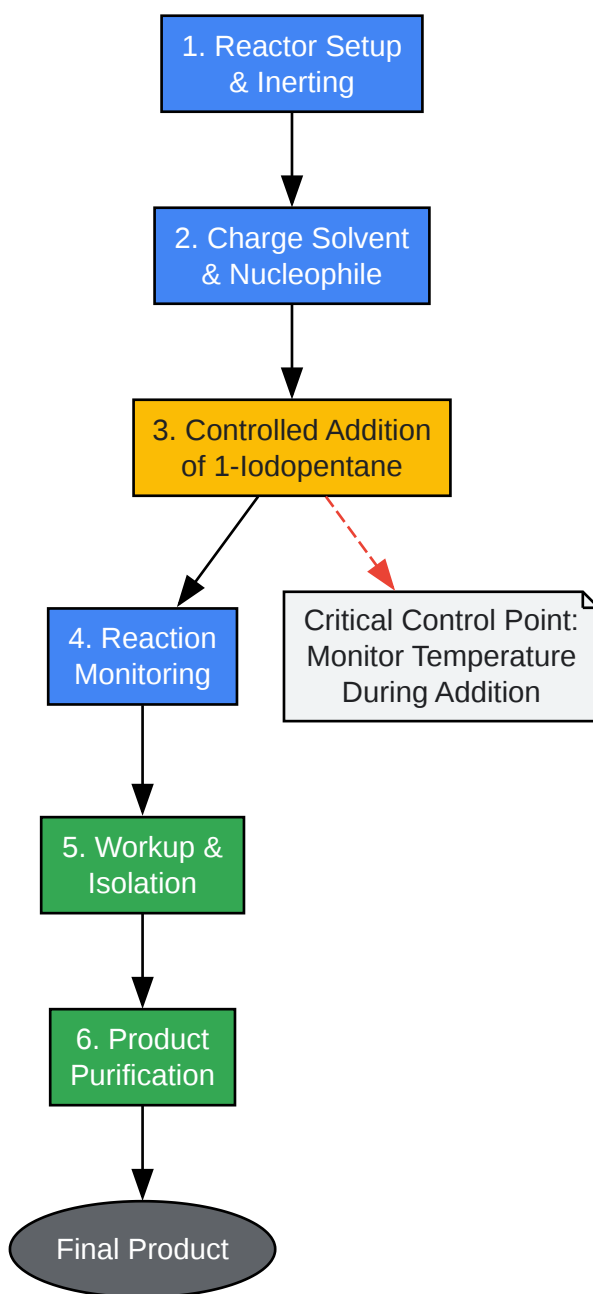 1. Reactor Setup
& Inerting
2. Charge Solvent
& Nucleophile
3. Controlled Addition
of 1-Iodopentane
4. Reaction
Monitoring
Critical Control Point:
Monitor Temperature
During Addition
5. Workup &
Isolation
6. Product
Purification
Final Product